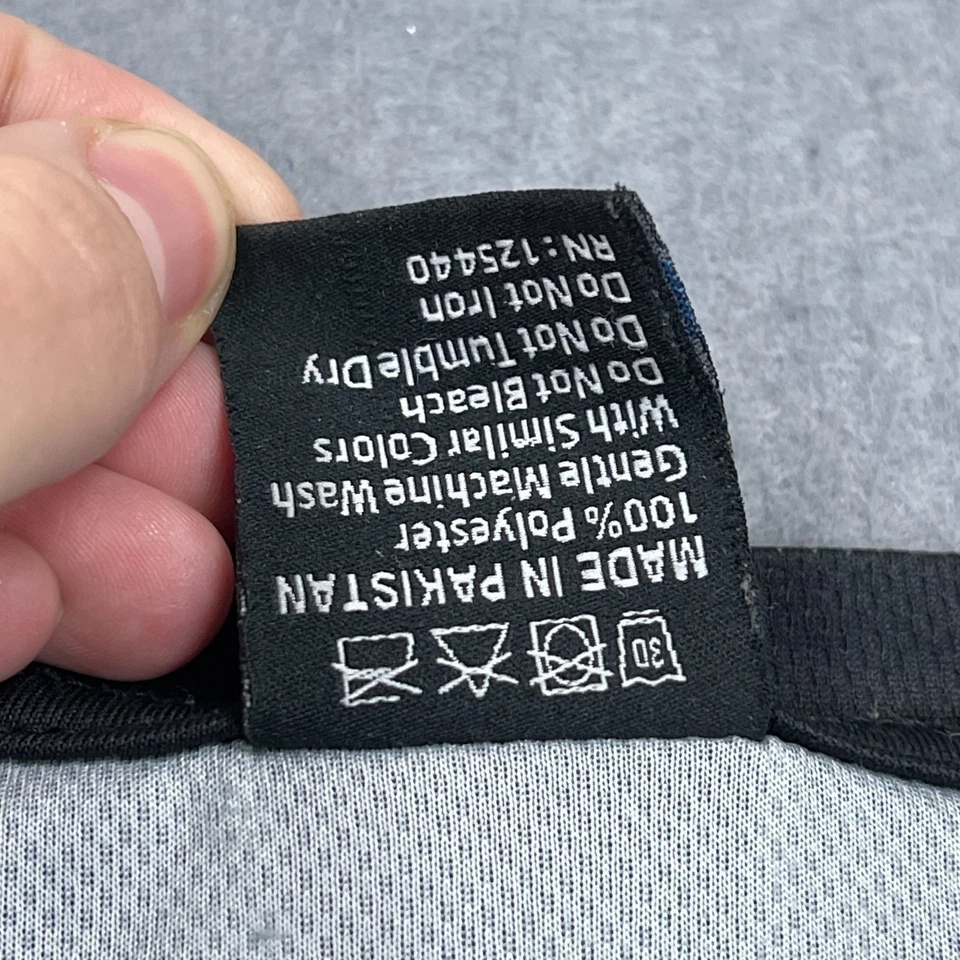 30
MADE IN PAKISTAN
100% Polyester
Gentle Machine Wash
With Similar Colors
Do Not Bleach
Do Not Tumble Dry
Do Not Iron
RN:125440